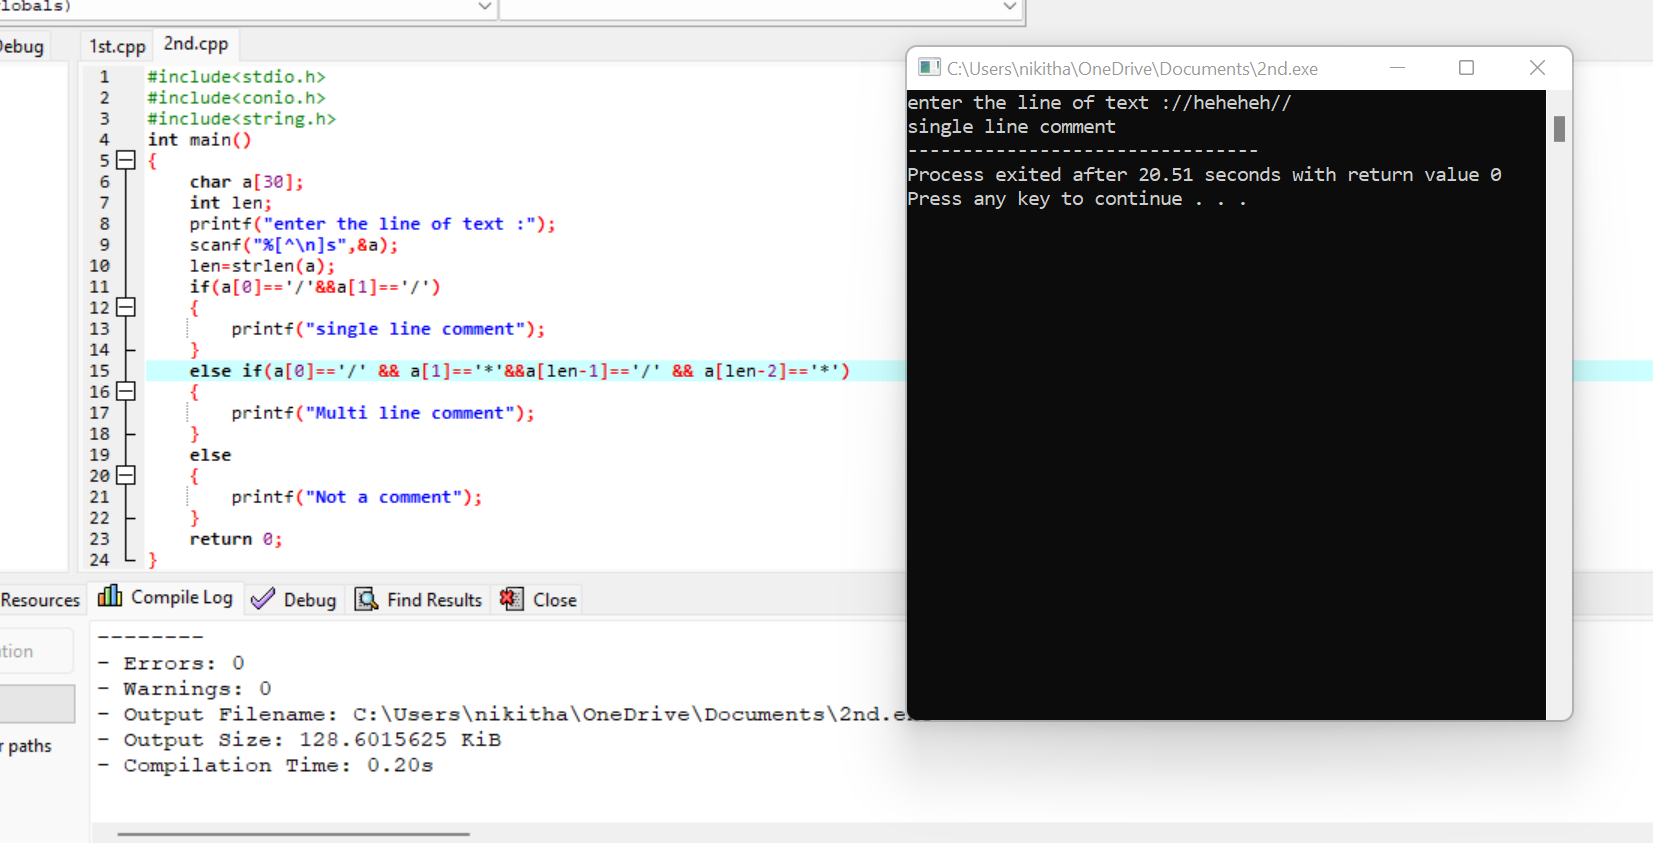 lobals)
Debug
1st.cpp 2nd.cpp
1 #include<stdio.h>
2 #include<conio.h>
3 #include<string.h>
4 int main()
5 {
6 char a[30];
7 int len;
8 printf("enter the line of text :");
9 scanf("%[^\n]s",&a);
10 len=strlen(a);
11 if(a[0]=='/'&&a[1]=='/')
12 {
13 printf("single line comment");
14 }
15 else if(a[0]=='/' && a[1]=='*'&&a[len-1]=='/' && a[len-2]=='*')
16 {
17 printf("Multi line comment");
18 }
19 else
20 {
21 printf("Not a comment");
22 }
23 return 0;
24 }
C:\Users\nikitha\OneDrive\Documents\2nd.exe
enter the line of text ://heheheh//
single line comment
--------------------------------
Process exited after 20.51 seconds with return value 0
Press any key to continue . . .
Resources Compile Log Debug Find Results Close
tion
r paths
--------
- Errors: 0
- Warnings: 0
- Output Filename: C:\Users\nikitha\OneDrive\Documents\2nd.e
- Output Size: 128.6015625 KiB
- Compilation Time: 0.20s